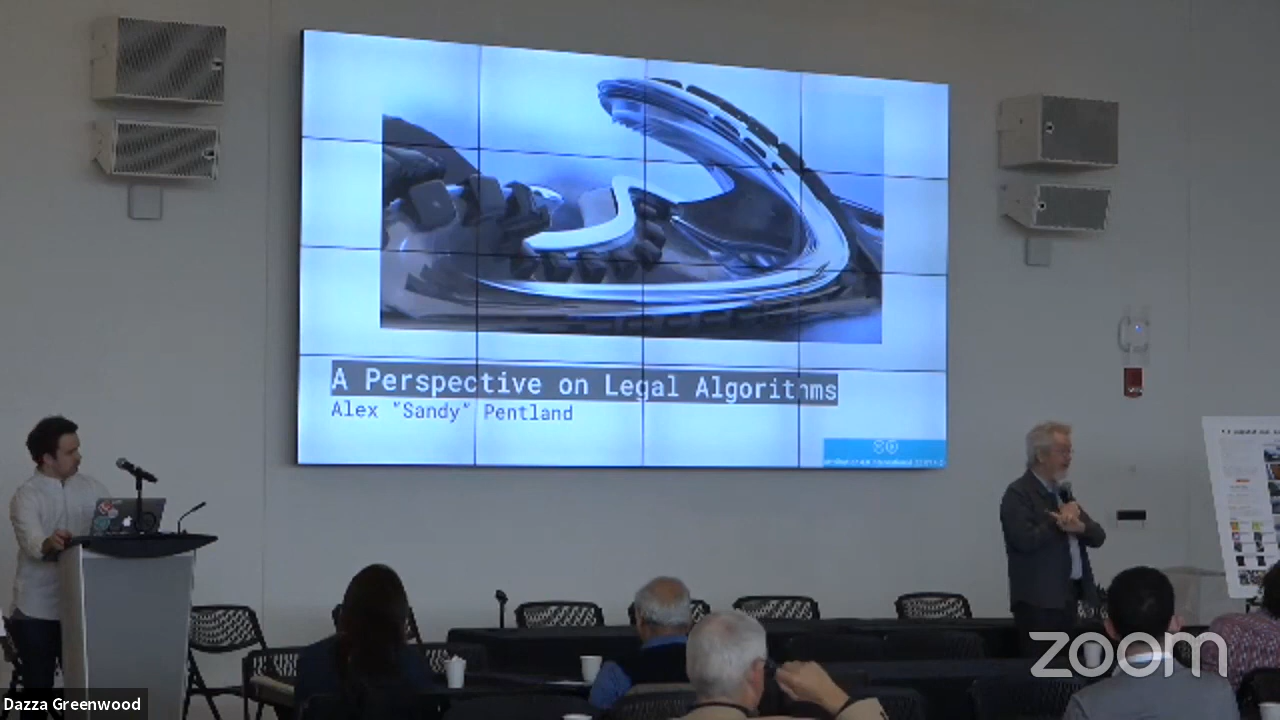 A Perspective on Legal Algorithms
Alex "Sandy" Pentland
Dazza Greenwood
zoom